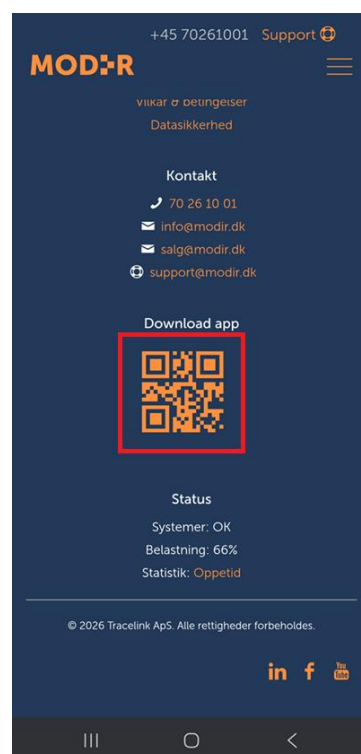 +45 70261001 Support
MODIR
Vilkår & betingelser
Datasikkerhed
Kontakt
70 26 10 01
info@modir.dk
salg@modir.dk
support@modir.dk
Download app
Status
Systemer: OK
Belastning: 66%
Statistik: Oppetid
© 2026 Tracelink ApS. Alle rettigheder forbeholdes.
in f You Tube